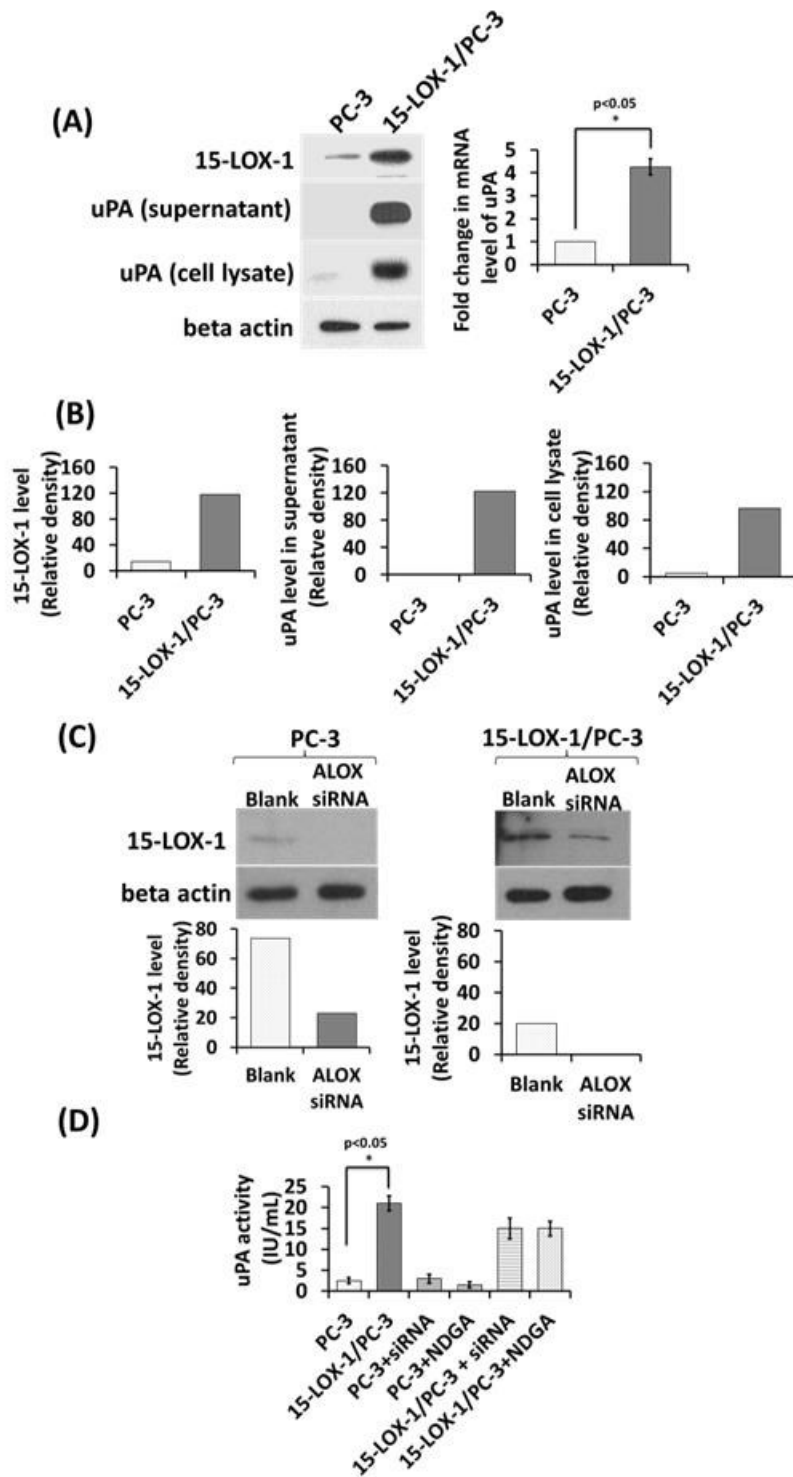 (A)
PC-3
15-LOX-1/PC-3
15-LOX-1
uPA (supernatant)
uPA (cell lysate)
beta actin
p<0.05
*
Fold change in mRNA
level of uPA
5
4
3
2
1
0
PC-3
15-LOX-1/PC-3
(B)
15-LOX-1 level
(Relative density)
160
120
80
40
0
PC-3
15-LOX-1/PC-3
uPA level in supernatant
(Relative density)
160
120
80
40
0
PC-3
15-LOX-1/PC-3
uPA level in cell lysate
(Relative density)
160
120
80
40
0
PC-3
15-LOX-1/PC-3
(C)
PC-3
Blank
ALOX
siRNA
15-LOX-1
beta actin
15-LOX-1 level
(Relative density)
80
60
40
20
0
Blank
ALOX
siRNA
15-LOX-1/PC-3
Blank
ALOX
siRNA
15-LOX-1 level
(Relative density)
80
60
40
20
0
Blank
ALOX
siRNA
(D)
p<0.05
*
uPA activity
(IU/mL)
25
20
15
10
5
0
PC-3
15-LOX-1/PC-3
PC-3+siRNA
PC-3+NDGA
15-LOX-1/PC-3 + siRNA
15-LOX-1/PC-3+NDGA